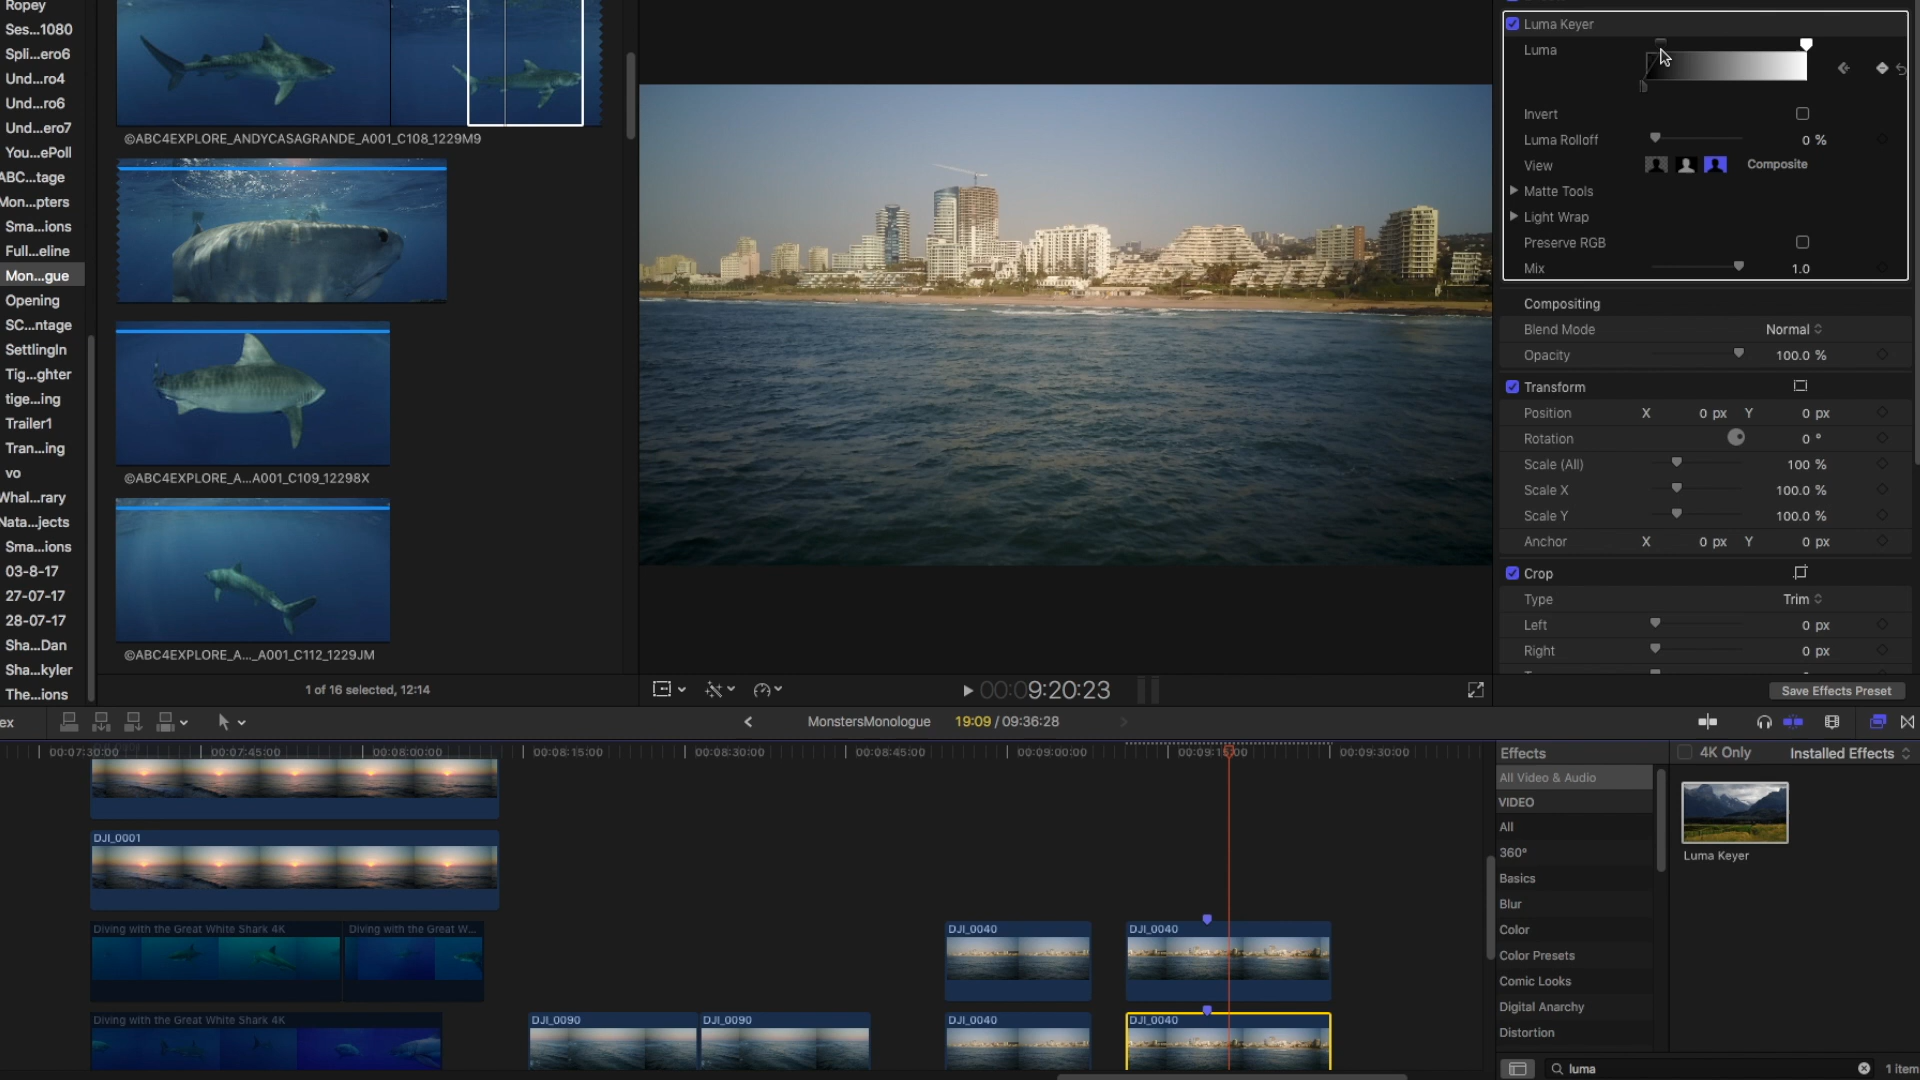 Ropey
Ses...1080
Spli...ero6
Und...ro4
Und...ro6
Und...ero7
You...ePoll
ABC...tage
Mon...pters
Sma...ions
Full...eline
Mon...gue
Opening
SC...ntage
SettlingIn
Tig...ghter
tige...ing
Trailer1
Tran...ing
vo
Whal...rary
Nata...jects
Sma...ions
03-8-17
27-07-17
28-07-17
Sha...Dan
Sha...kyler
The...ions
©ABC4EXPLORE_ANDYCASAGRANDE_A001_C108_1229M9
©ABC4EXPLORE_A...A001_C109_12298X
©ABC4EXPLORE_A..._A001_C112_1229JM
1 of 16 selected, 12:14
00:09:20:23
Luma Keyer
Luma
Invert
Luma Rolloff 0 %
View Composite
Matte Tools
Light Wrap
Preserve RGB
Mix 1.0
Compositing
Blend Mode Normal
Opacity 100.0 %
Transform
Position X 0 px Y 0 px
Rotation 0 °
Scale (All) 100 %
Scale X 100.0 %
Scale Y 100.0 %
Anchor X 0 px Y 0 px
Crop
Type Trim
Left 0 px
Right 0 px
Save Effects Preset
ex
MonstersMonologue 19:09 / 09:36:28
00:07:30:00 00:07:45:00 00:08:00:00 00:08:15:00 00:08:30:00 00:08:45:00 00:09:00:00 00:09:15:00 00:09:30:00
DJI_0001
Diving with the Great White Shark 4K
Diving with the Great W...
DJI_0040
DJI_0040
Diving with the Great White Shark 4K
DJI_0090
DJI_0090
DJI_0040
DJI_0040
Effects
4K Only
Installed Effects
All Video & Audio
VIDEO
All
360°
Basics
Blur
Color
Color Presets
Comic Looks
Digital Anarchy
Distortion
Luma Keyer
luma
1 item